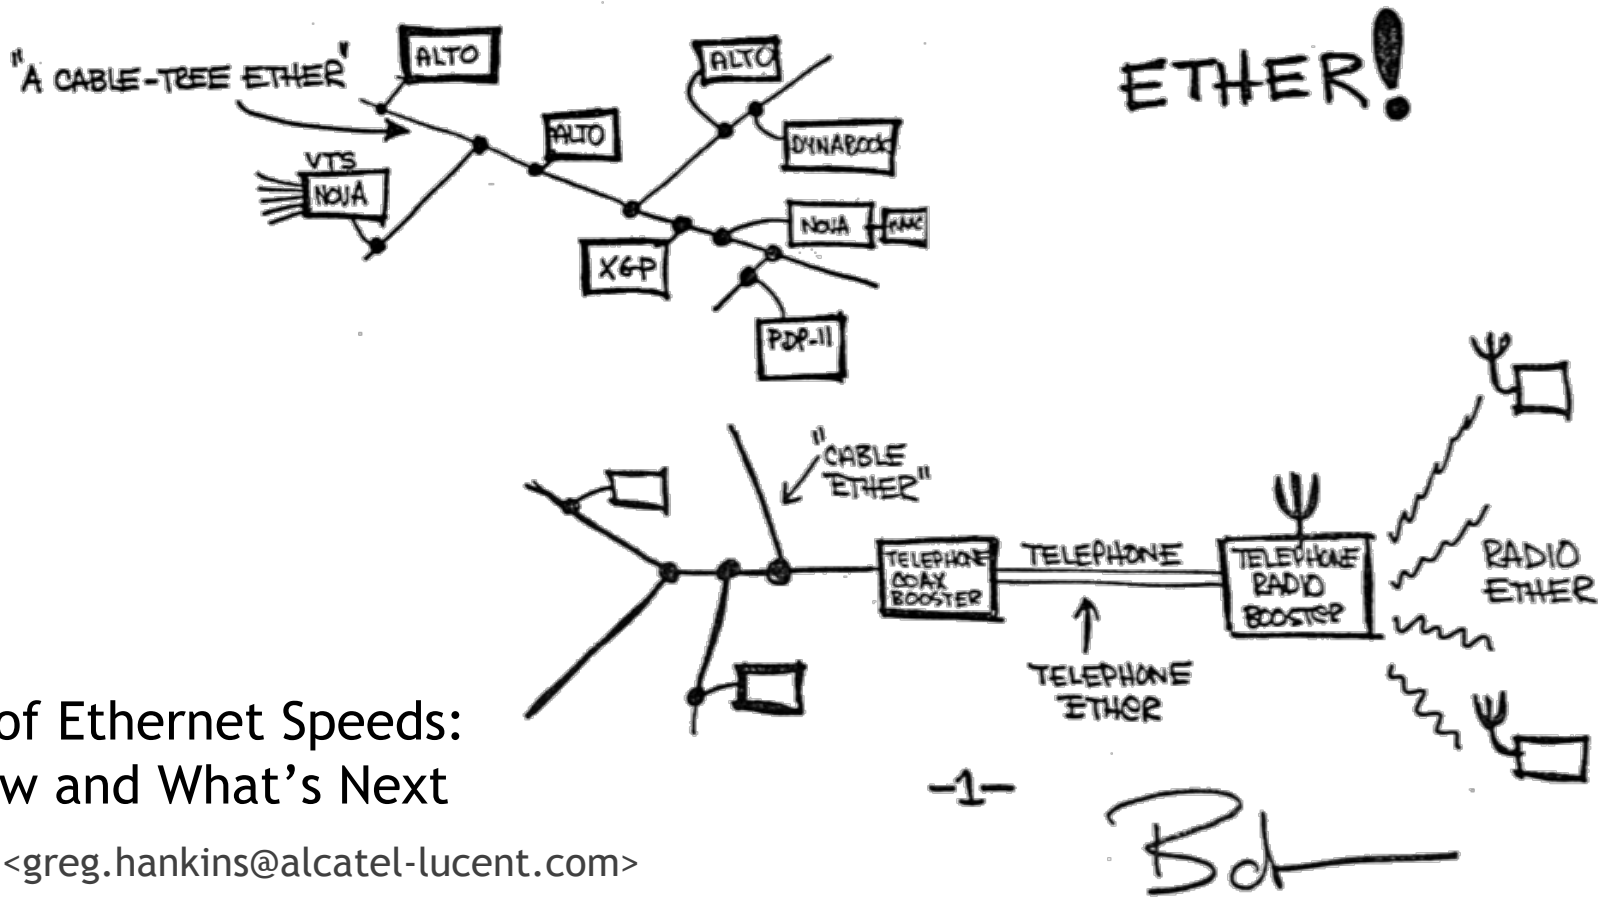 "A CABLE-TREE ETHER"
ALTO
ALTO
ETHER!
ALTO
DYNABOOK
VTS
NOVA
NOVA
XGP
PDP-11
"CABLE
ETHER"
TELEPHONE
COAX
BOOSTER
TELEPHONE
TELEPHONE
RADIO
BOOSTER
RADIO
ETHER
TELEPHONE
ETHER
of Ethernet Speeds:
w and What's Next
-1-
<greg.hankins@alcatel-lucent.com>